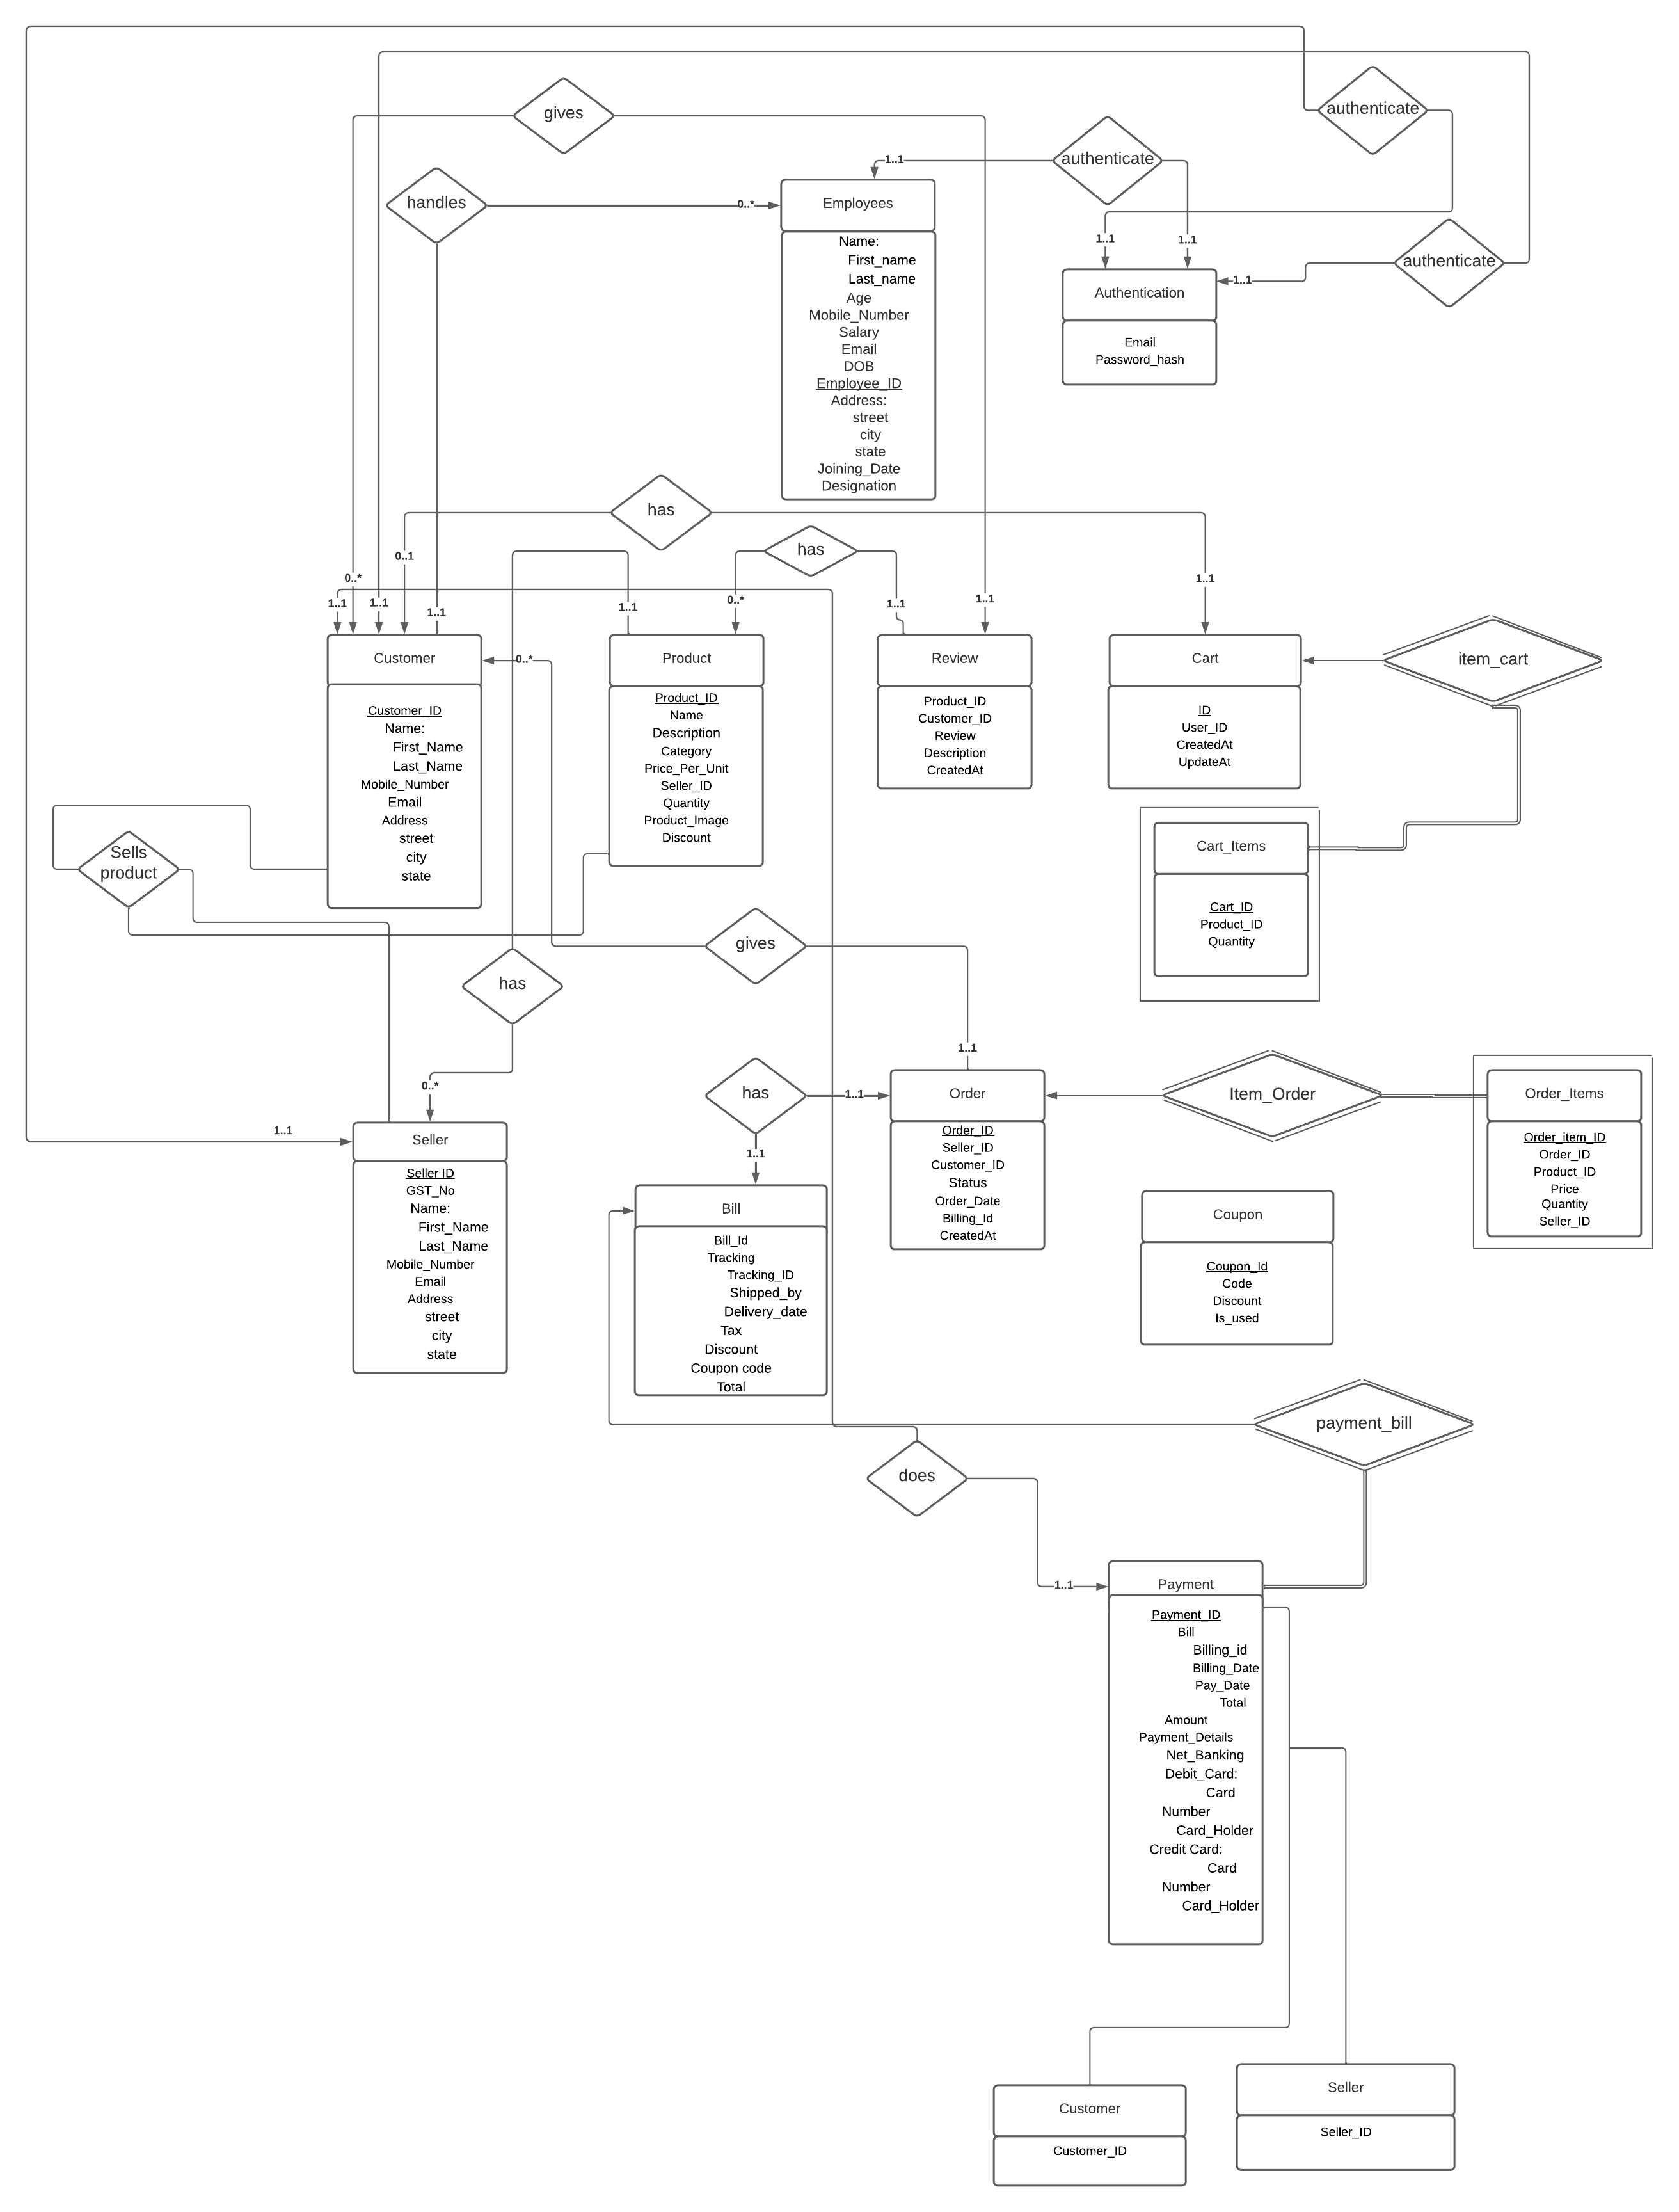 authenticate
gives
authenticate
1..1
handles
0..*
Employees
Name:
First_name
Last_name
Age
Mobile_Number
Salary
Email
DOB
Employee_ID
Address:
street
city
state
Joining_Date
Designation
1..1
1..1
authenticate
1..1
Authentication
Email
Password_hash
has
has
0..1
0..*
1..1
1..1
1..1
1..1
0..*
1..1
1..1
1..1
Customer
Customer_ID
Name:
First_Name
Last_Name
Mobile_Number
Email
Address
street
city
state
0..*
Product
Product_ID
Name
Description
Category
Price_Per_Unit
Seller_ID
Quantity
Product_Image
Discount
Review
Product_ID
Customer_ID
Review
Description
CreatedAt
Cart
ID
User_ID
CreatedAt
UpdateAt
item_cart
Sells
product
Cart_Items
Cart_ID
Product_ID
Quantity
gives
has
1..1
0..*
1..1
Seller
Seller ID
GST_No
Name:
First_Name
Last_Name
Mobile_Number
Email
Address
street
city
state
has
1..1
1..1
Order
Order_ID
Seller_ID
Customer_ID
Status
Order_Date
Billing_Id
CreatedAt
Item_Order
Order_Items
Order_item_ID
Order_ID
Product_ID
Price
Quantity
Seller_ID
Bill
Bill_Id
Tracking
Tracking_ID
Shipped_by
Delivery_date
Tax
Discount
Coupon code
Total
Coupon
Coupon_Id
Code
Discount
Is_used
payment_bill
does
1..1
Payment
Payment_ID
Bill
Billing_id
Billing_Date
Pay_Date
Total
Amount
Payment_Details
Net_Banking
Debit_Card:
Card
Number
Card_Holder
Credit Card:
Card
Number
Card_Holder
Customer
Customer_ID
Seller
Seller_ID